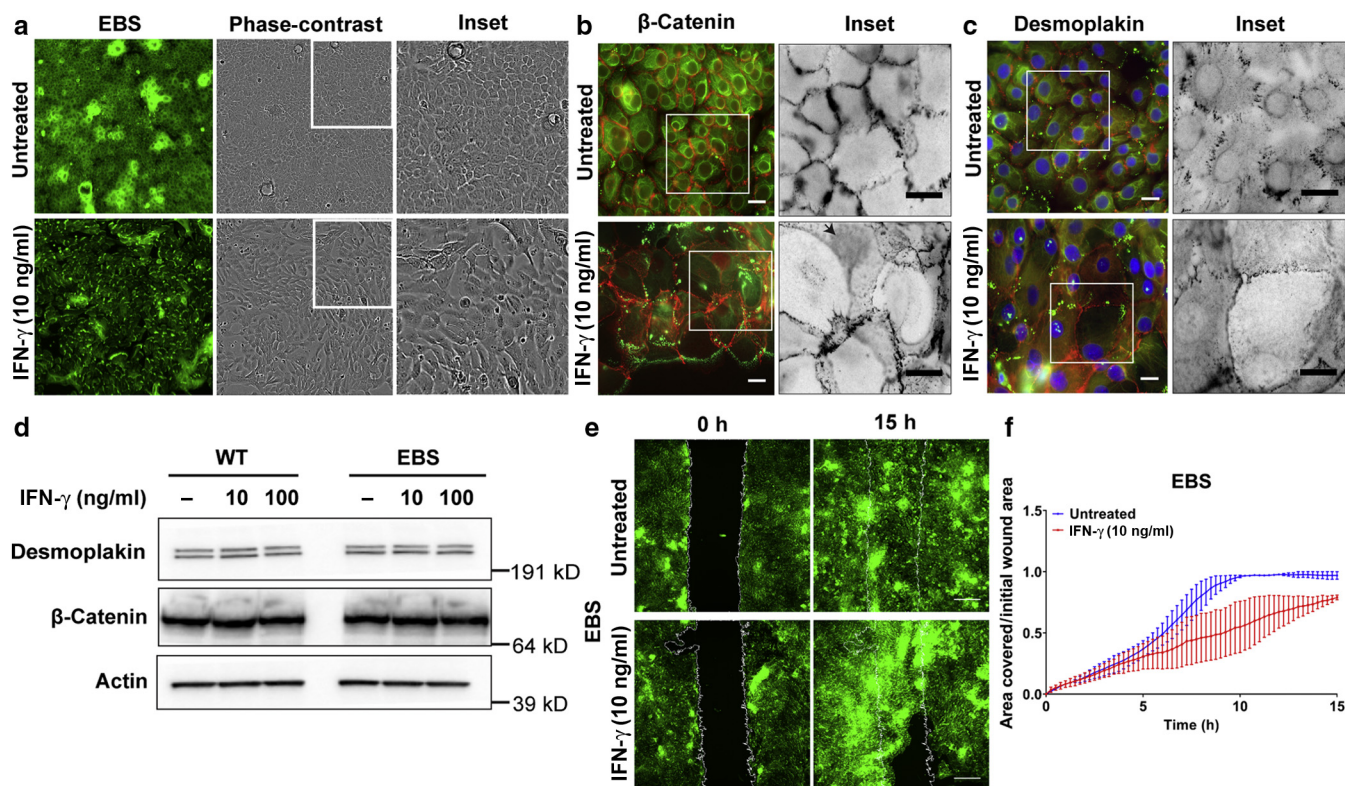 a
EBS
Phase-contrast
Inset
Untreated
IFN-γ (10 ng/ml)
b
β-Catenin
Inset
Untreated
IFN-γ (10 ng/ml)
c
Desmoplakin
Inset
Untreated
IFN-γ (10 ng/ml)
d
WT
EBS
IFN-γ (ng/ml)
– 10 100
– 10 100
Desmoplakin
191 kD
β-Catenin
64 kD
Actin
39 kD
e
0 h
15 h
EBS
Untreated
IFN-γ (10 ng/ml)
f
EBS
Untreated
IFN-γ (10 ng/ml)
Area covered/initial wound area
1.5
1.0
0.5
0.0
0 5 10 15
Time (h)